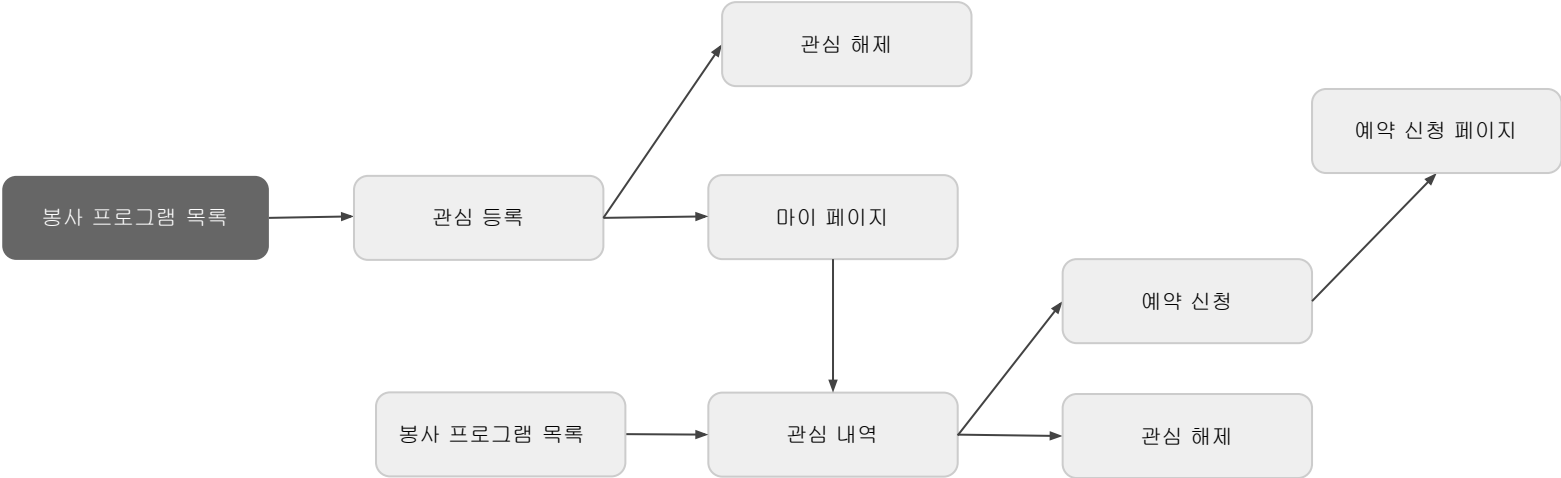 관심 해제
예약 신청 페이지
봉사 프로그램 목록
관심 등록
마이 페이지
예약 신청
봉사 프로그램 목록
관심 내역
관심 해제